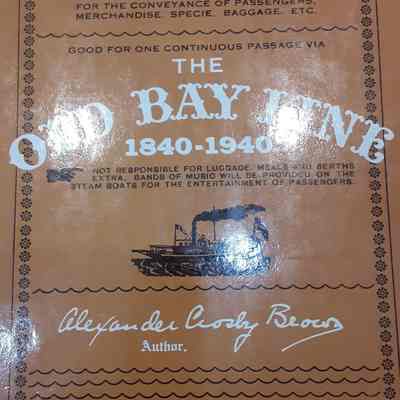 FOR THE CONVEYANCE OF PASSENGERS,
MERCHANDISE, SPECIE, BAGGAGE, ETC.
GOOD FOR ONE CONTINUOUS PASSAGE VIA
THE
OLD BAY LINE
1840-1940
NOT RESPONSIBLE FOR LUGGAGE. MEALS AND BERTHS
EXTRA. BANDS OF MUSIC WILL BE PROVIDED ON THE
STEAM BOATS FOR THE ENTERTAINMENT OF PASSENGERS.
Alexander Crosby Brown
Author.